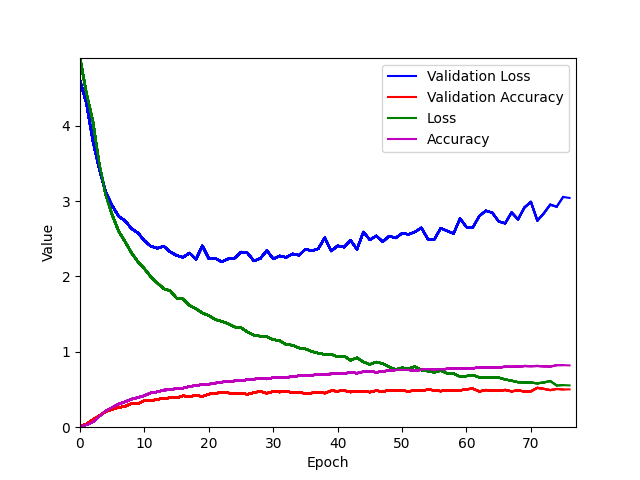 Validation Loss
Validation Accuracy
Loss
Accuracy
Value
4
3
2
1
0
0 10 20 30 40 50 60 70
Epoch